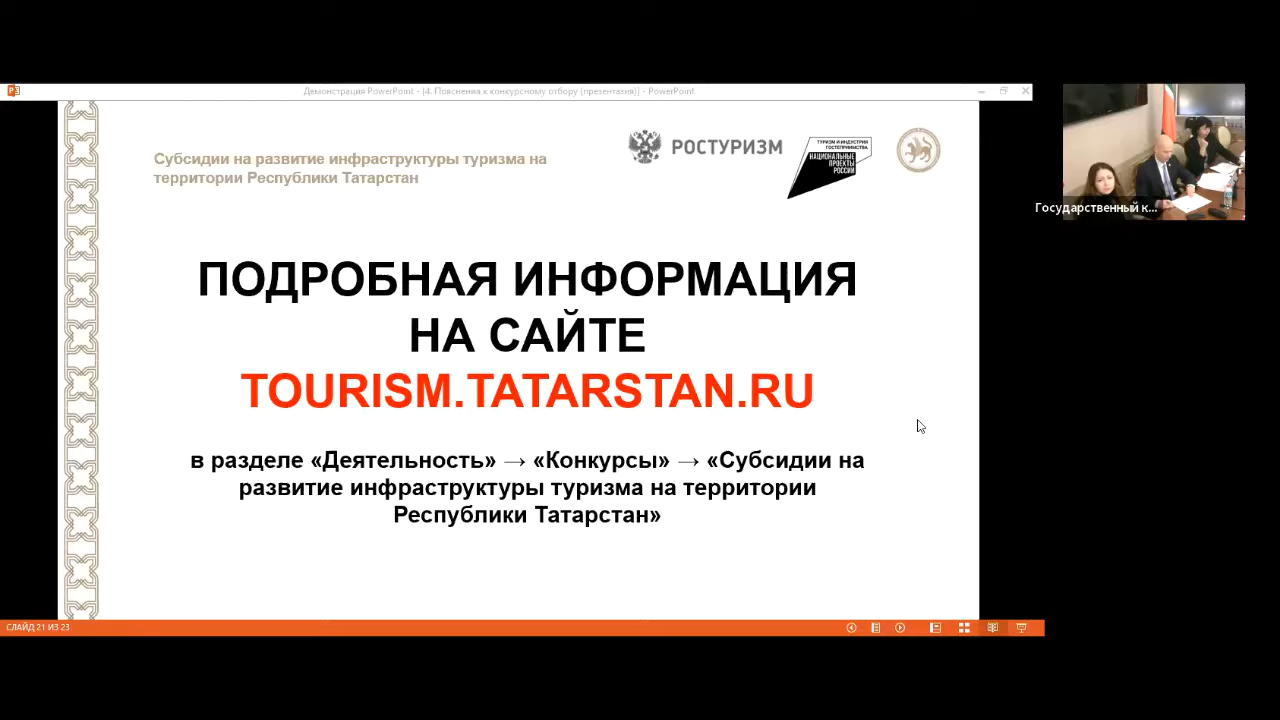 Демонстрация PowerPoint - [4. Пояснения к конкурсному отбору (презентация)] - PowerPoint
Субсидии на развитие инфраструктуры туризма на
территории Республики Татарстан
РОСТУРИЗМ
ТУРИЗМ И ИНДУСТРИЯ
ГОСТЕПРИИМСТВА
НАЦИОНАЛЬНЫЕ
ПРОЕКТЫ
РОССИИ
Государственный к...
ПОДРОБНАЯ ИНФОРМАЦИЯ
НА САЙТЕ
TOURISM.TATARSTAN.RU
в разделе «Деятельность» → «Конкурсы» → «Субсидии на
развитие инфраструктуры туризма на территории
Республики Татарстан»
СЛАЙД 21 ИЗ 23